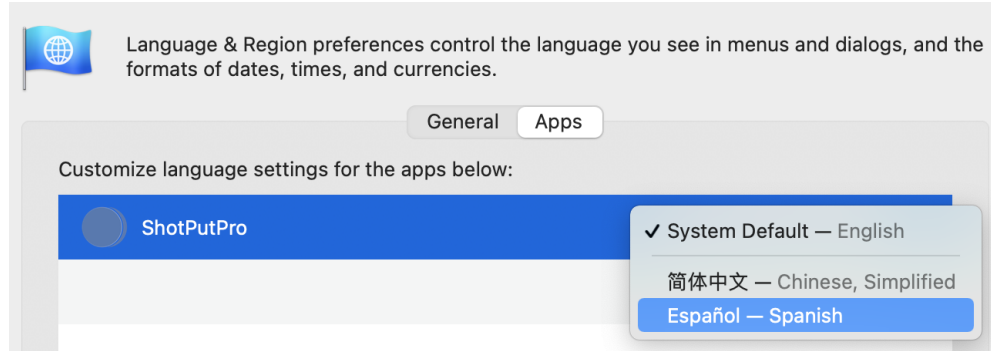 Language & Region preferences control the language you see in menus and dialogs, and the
formats of dates, times, and currencies.
General Apps
Customize language settings for the apps below:
ShotPutPro
✓ System Default — English
简体中文 — Chinese, Simplified
Español — Spanish